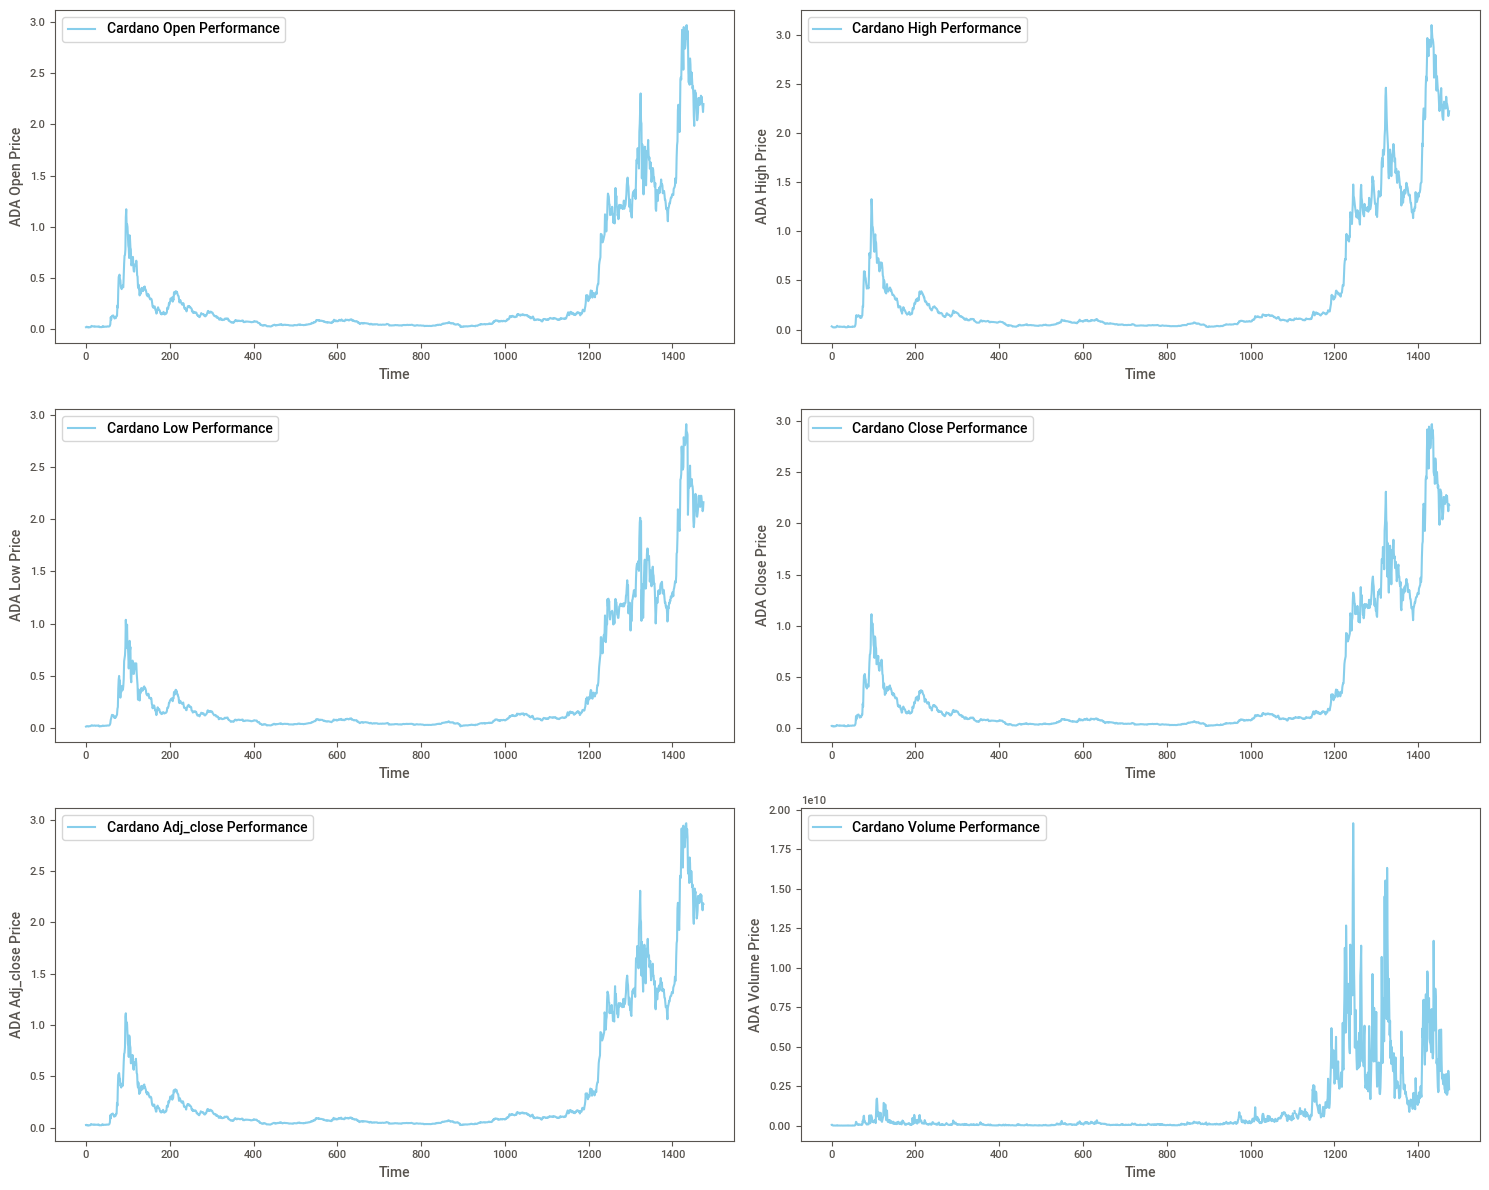 Cardano Open Performance
3.0
2.5
2.0
1.5
1.0
0.5
0.0
ADA Open Price
0 200 400 600 800 1000 1200 1400
Time
Cardano High Performance
3.0
2.5
2.0
1.5
1.0
0.5
0.0
ADA High Price
0 200 400 600 800 1000 1200 1400
Time
Cardano Low Performance
3.0
2.5
2.0
1.5
1.0
0.5
0.0
ADA Low Price
0 200 400 600 800 1000 1200 1400
Time
Cardano Close Performance
3.0
2.5
2.0
1.5
1.0
0.5
0.0
ADA Close Price
0 200 400 600 800 1000 1200 1400
Time
Cardano Adj_close Performance
3.0
2.5
2.0
1.5
1.0
0.5
0.0
ADA Adj_close Price
0 200 400 600 800 1000 1200 1400
Time
1e10
Cardano Volume Performance
2.00
1.75
1.50
1.25
1.00
0.75
0.50
0.25
0.00
ADA Volume Price
0 200 400 600 800 1000 1200 1400
Time